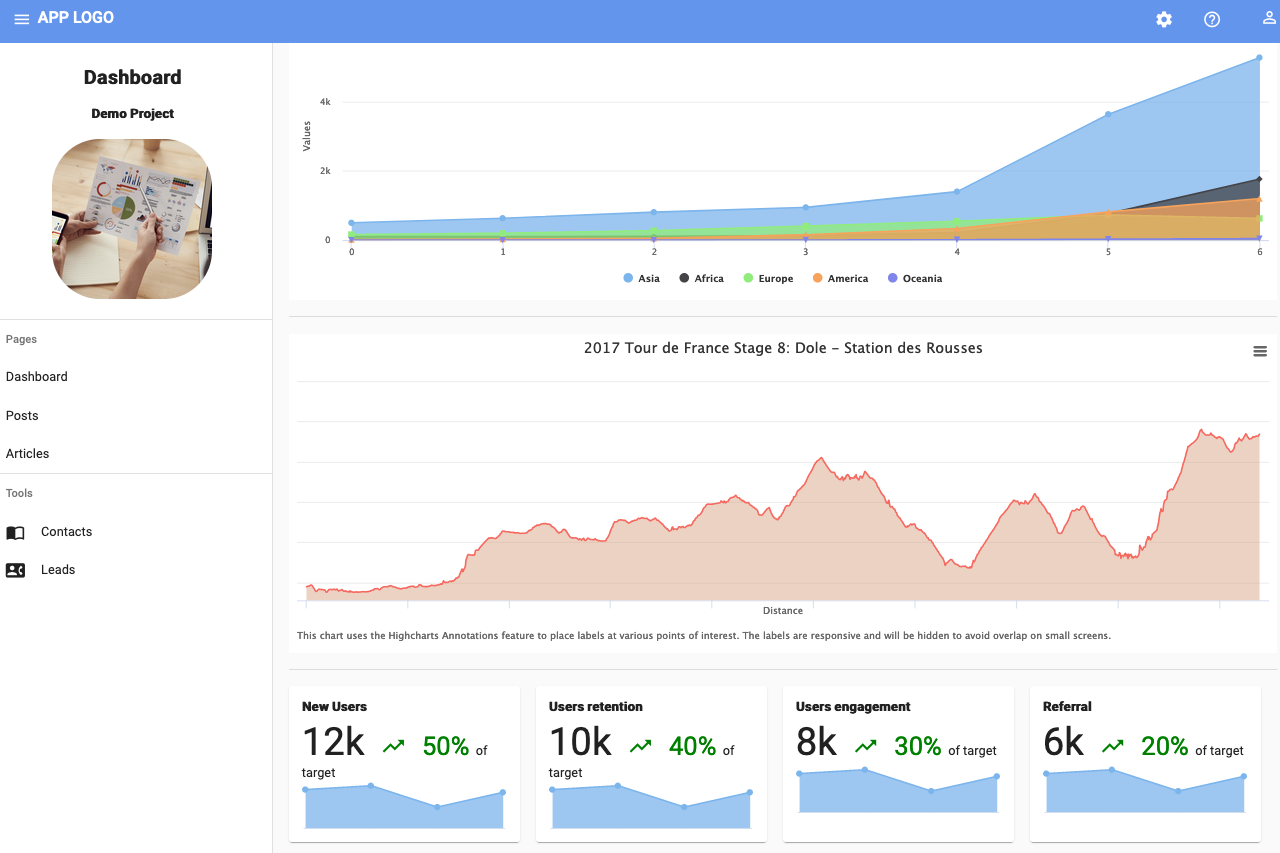 APP LOGO
Dashboard
Demo Project
Pages
Dashboard
Posts
Articles
Tools
Contacts
Leads
4k
2k
0
Values
0 1 2 3 4 5 6
Asia Africa Europe America Oceania
2017 Tour de France Stage 8: Dole – Station des Rousses
Distance
This chart uses the Highcharts Annotations feature to place labels at various points of interest. The labels are responsive and will be hidden to avoid overlap on small screens.
New Users
12k 50% of
target
Users retention
10k 40% of
target
Users engagement
8k 30% of target
Referral
6k 20% of target